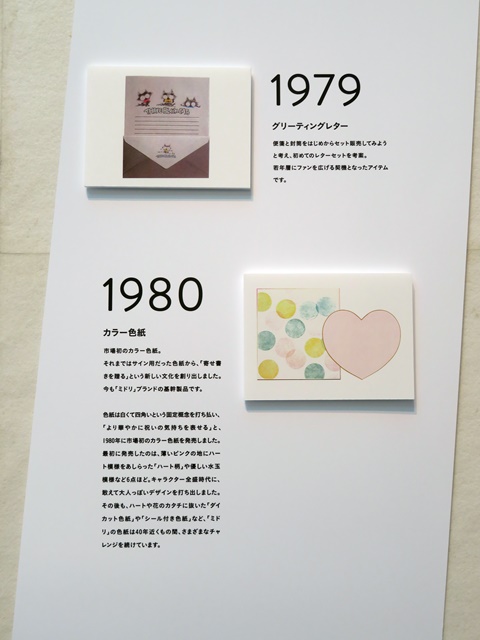 1979
グリーティングレター
便箋と封筒をはじめからセット販売してみよう
と考え、初めてのレターセットを考案。
若年層にファンを広げる契機となったアイテム
です。
1980
カラー色紙
市場初のカラー色紙。
それまではサイン用だった色紙から、「寄せ書
きを贈る」という新しい文化を創り出しました。
今も「ミドリ」ブランドの基幹製品です。
色紙は白くて四角いという固定概念を打ち払い、
「より華やかに祝いの気持ちを表せる」と、
1980年に市場初のカラー色紙を発売しました。
最初に発売したのは、薄いピンクの地にハー
ト模様をあしらった「ハート柄」や優しい水玉
模様など6点ほど。キャラクター全盛時代に、
敢えて大人っぽいデザインを打ち出しました。
その後も、ハートや花のカタチに抜いた「ダイ
カット色紙」や「シール付き色紙」など、「ミド
リ」の色紙は40年近くもの間、さまざまなチャ
レンジを続けています。